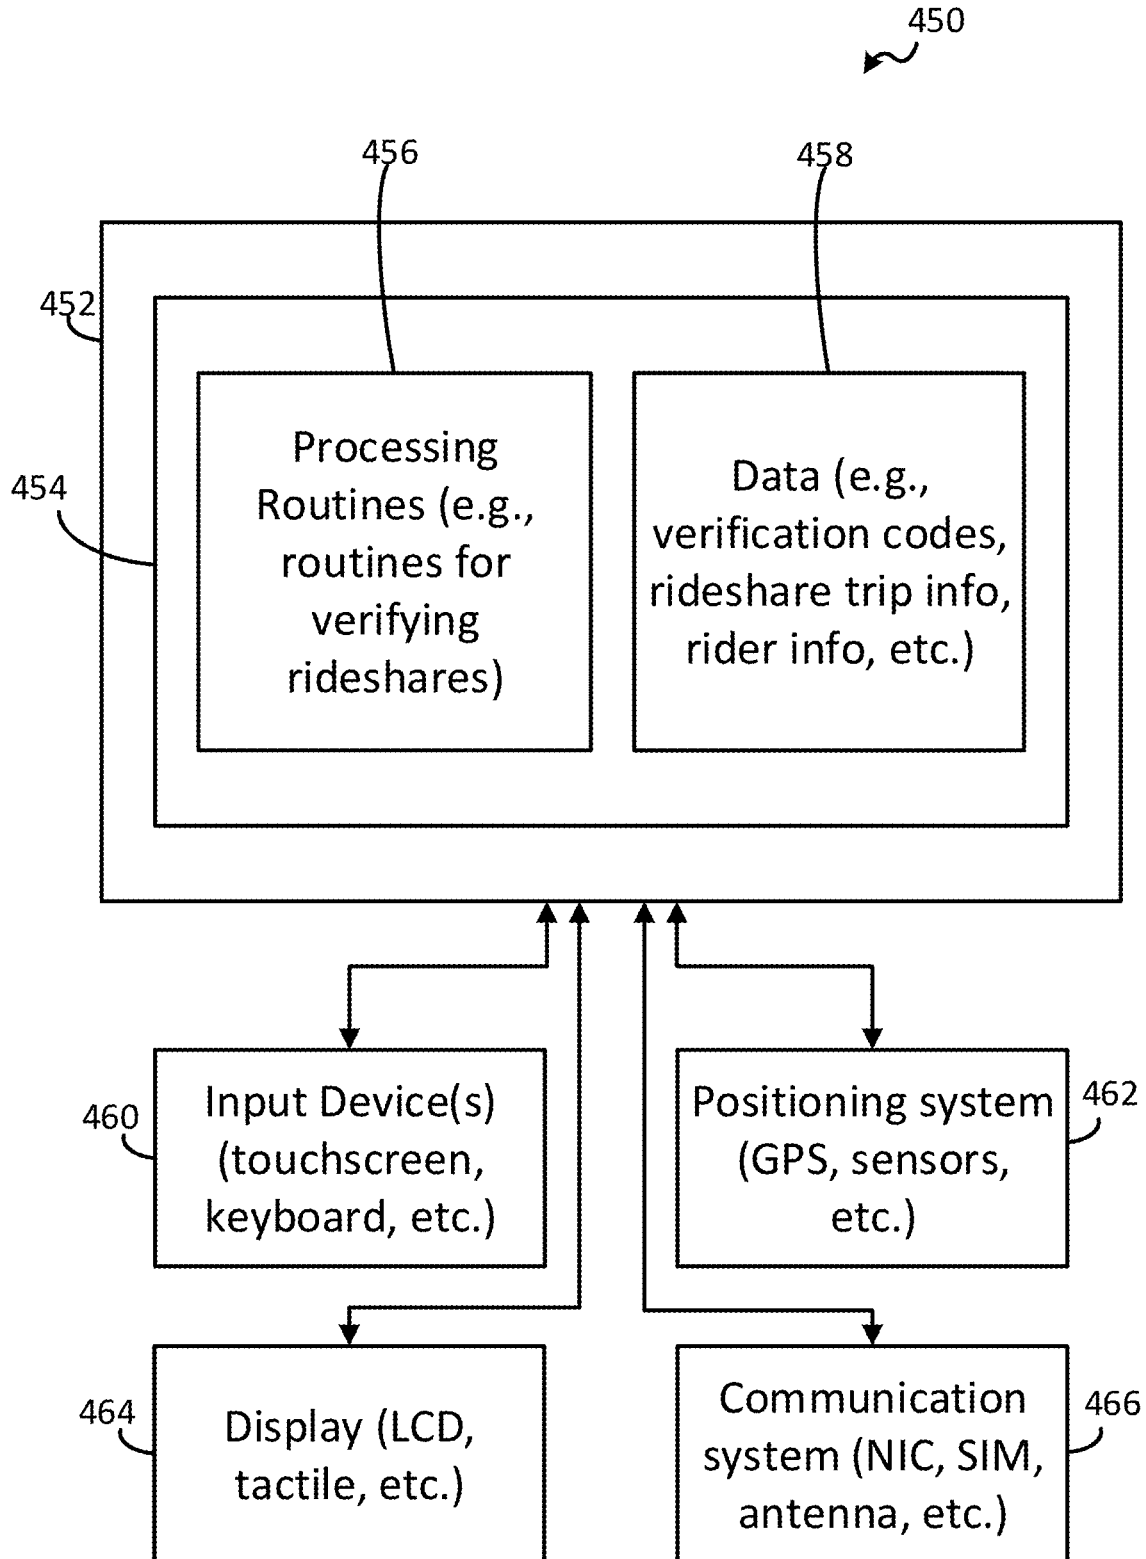 450
456
458
452
454
Processing
Routines (e.g.,
routines for
verifying
rideshares)
Data (e.g.,
verification codes,
rideshare trip info,
rider info, etc.)
460
Input Device(s)
(touchscreen,
keyboard, etc.)
Positioning system
(GPS, sensors,
etc.)
462
464
Display (LCD,
tactile, etc.)
Communication
system (NIC, SIM,
antenna, etc.)
466